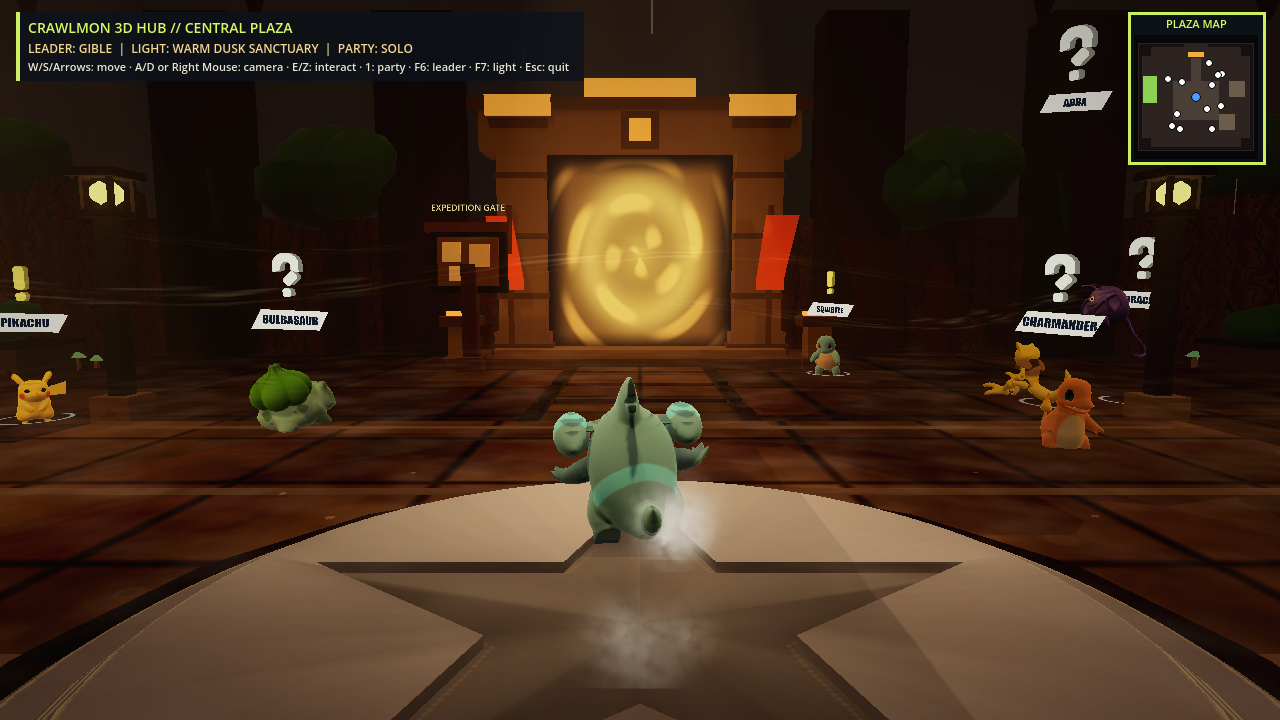 CRAWLMON 3D HUB // CENTRAL PLAZA
LEADER: GIBLE | LIGHT: WARM DUSK SANCTUARY | PARTY: SOLO
W/S/Arrows: move · A/D or Right Mouse: camera · E/Z: interact · 1: party · F6: leader · F7: light · Esc: quit
PLAZA MAP
?
ABRA
EXPEDITION GATE
!
PIKACHU
?
BULBASAUR
!
SQUIRTLE
?
CHARMANDER
?